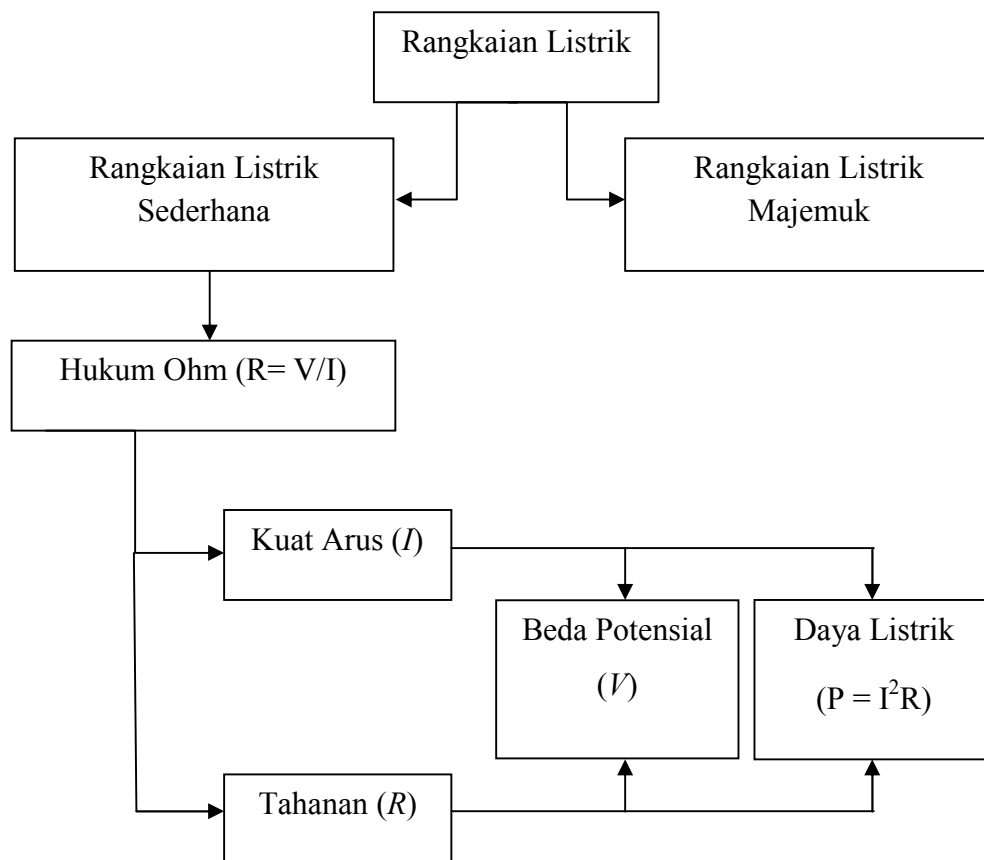 Rangkaian Listrik
Rangkaian Listrik
Sederhana
Rangkaian Listrik
Majemuk
Hukum Ohm (R= V/I)
Kuat Arus (I)
Beda Potensial
(V)
Daya Listrik
(P = I²R)
Tahanan (R)